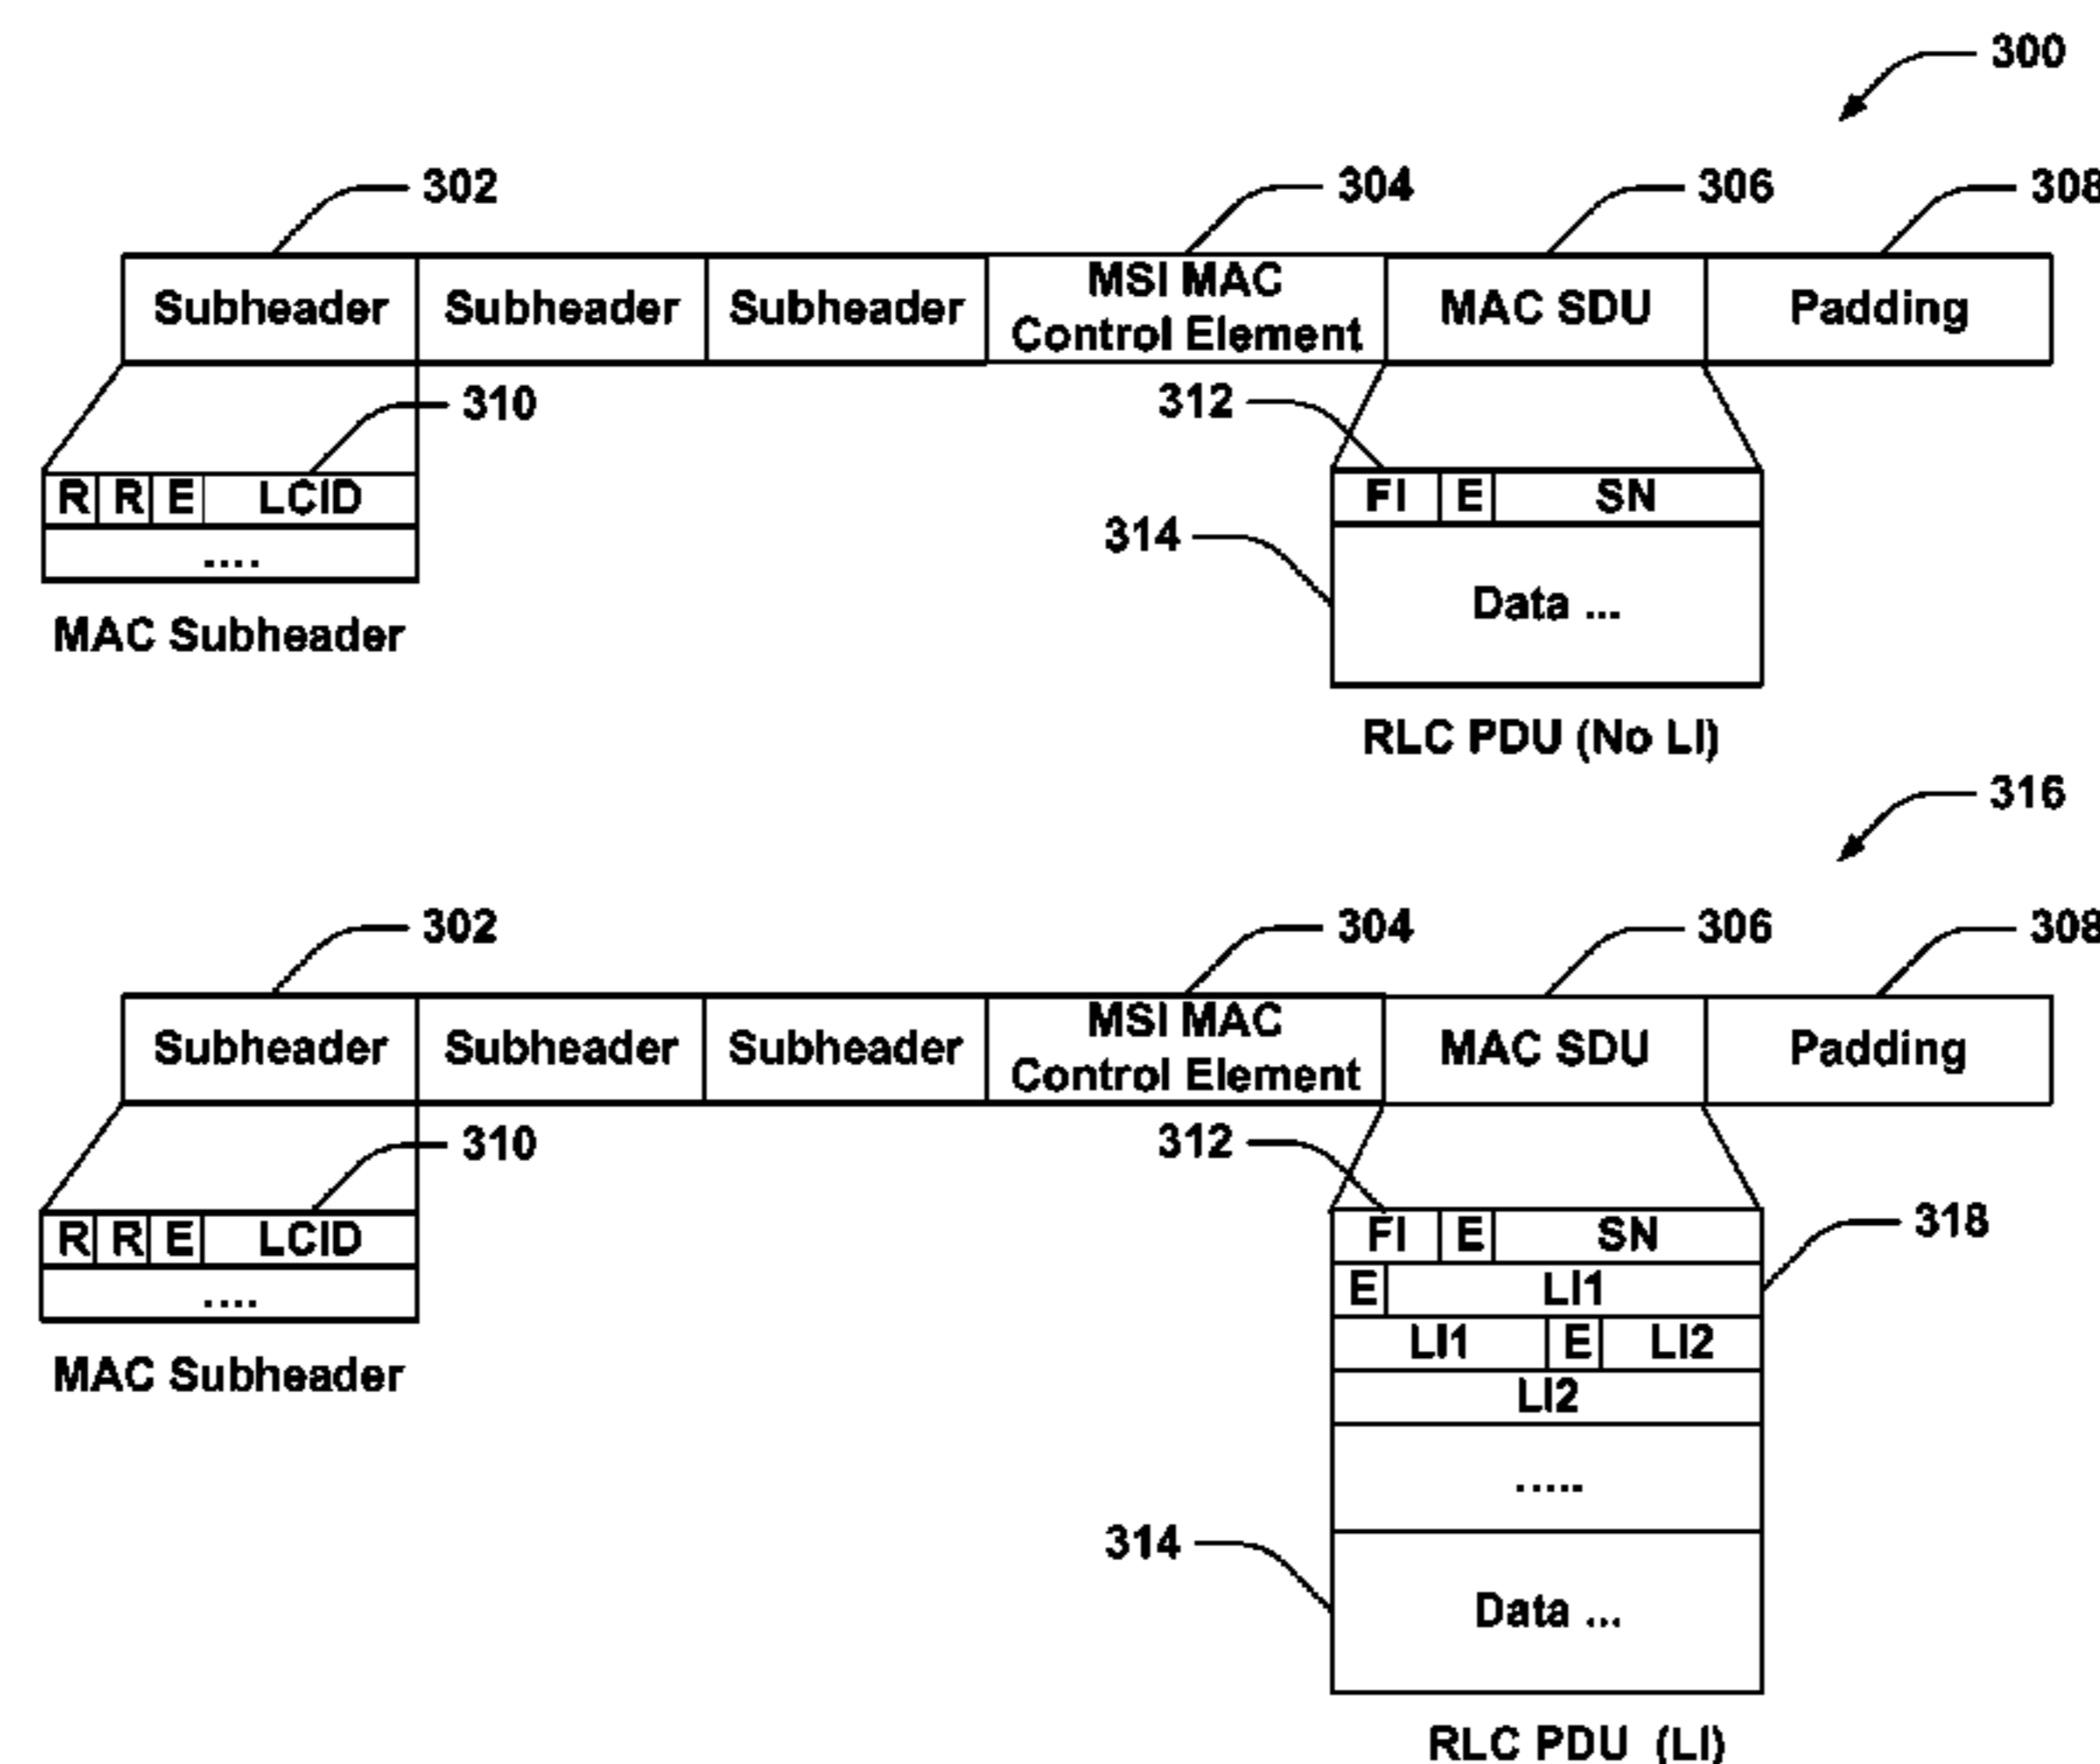 300
302 304 306 308
Subheader Subheader Subheader MSI MAC Control Element MAC SDU Padding
310 312
R R E LCID FI E SN
....
314
Data ...
MAC Subheader
RLC PDU (No LI)
316
302 304 306 308
Subheader Subheader Subheader MSI MAC Control Element MAC SDU Padding
310 312
318
R R E LCID FI E SN
....
E LI1
LI1 E LI2
MAC Subheader
LI2
.....
314
Data ...
RLC PDU (LI)